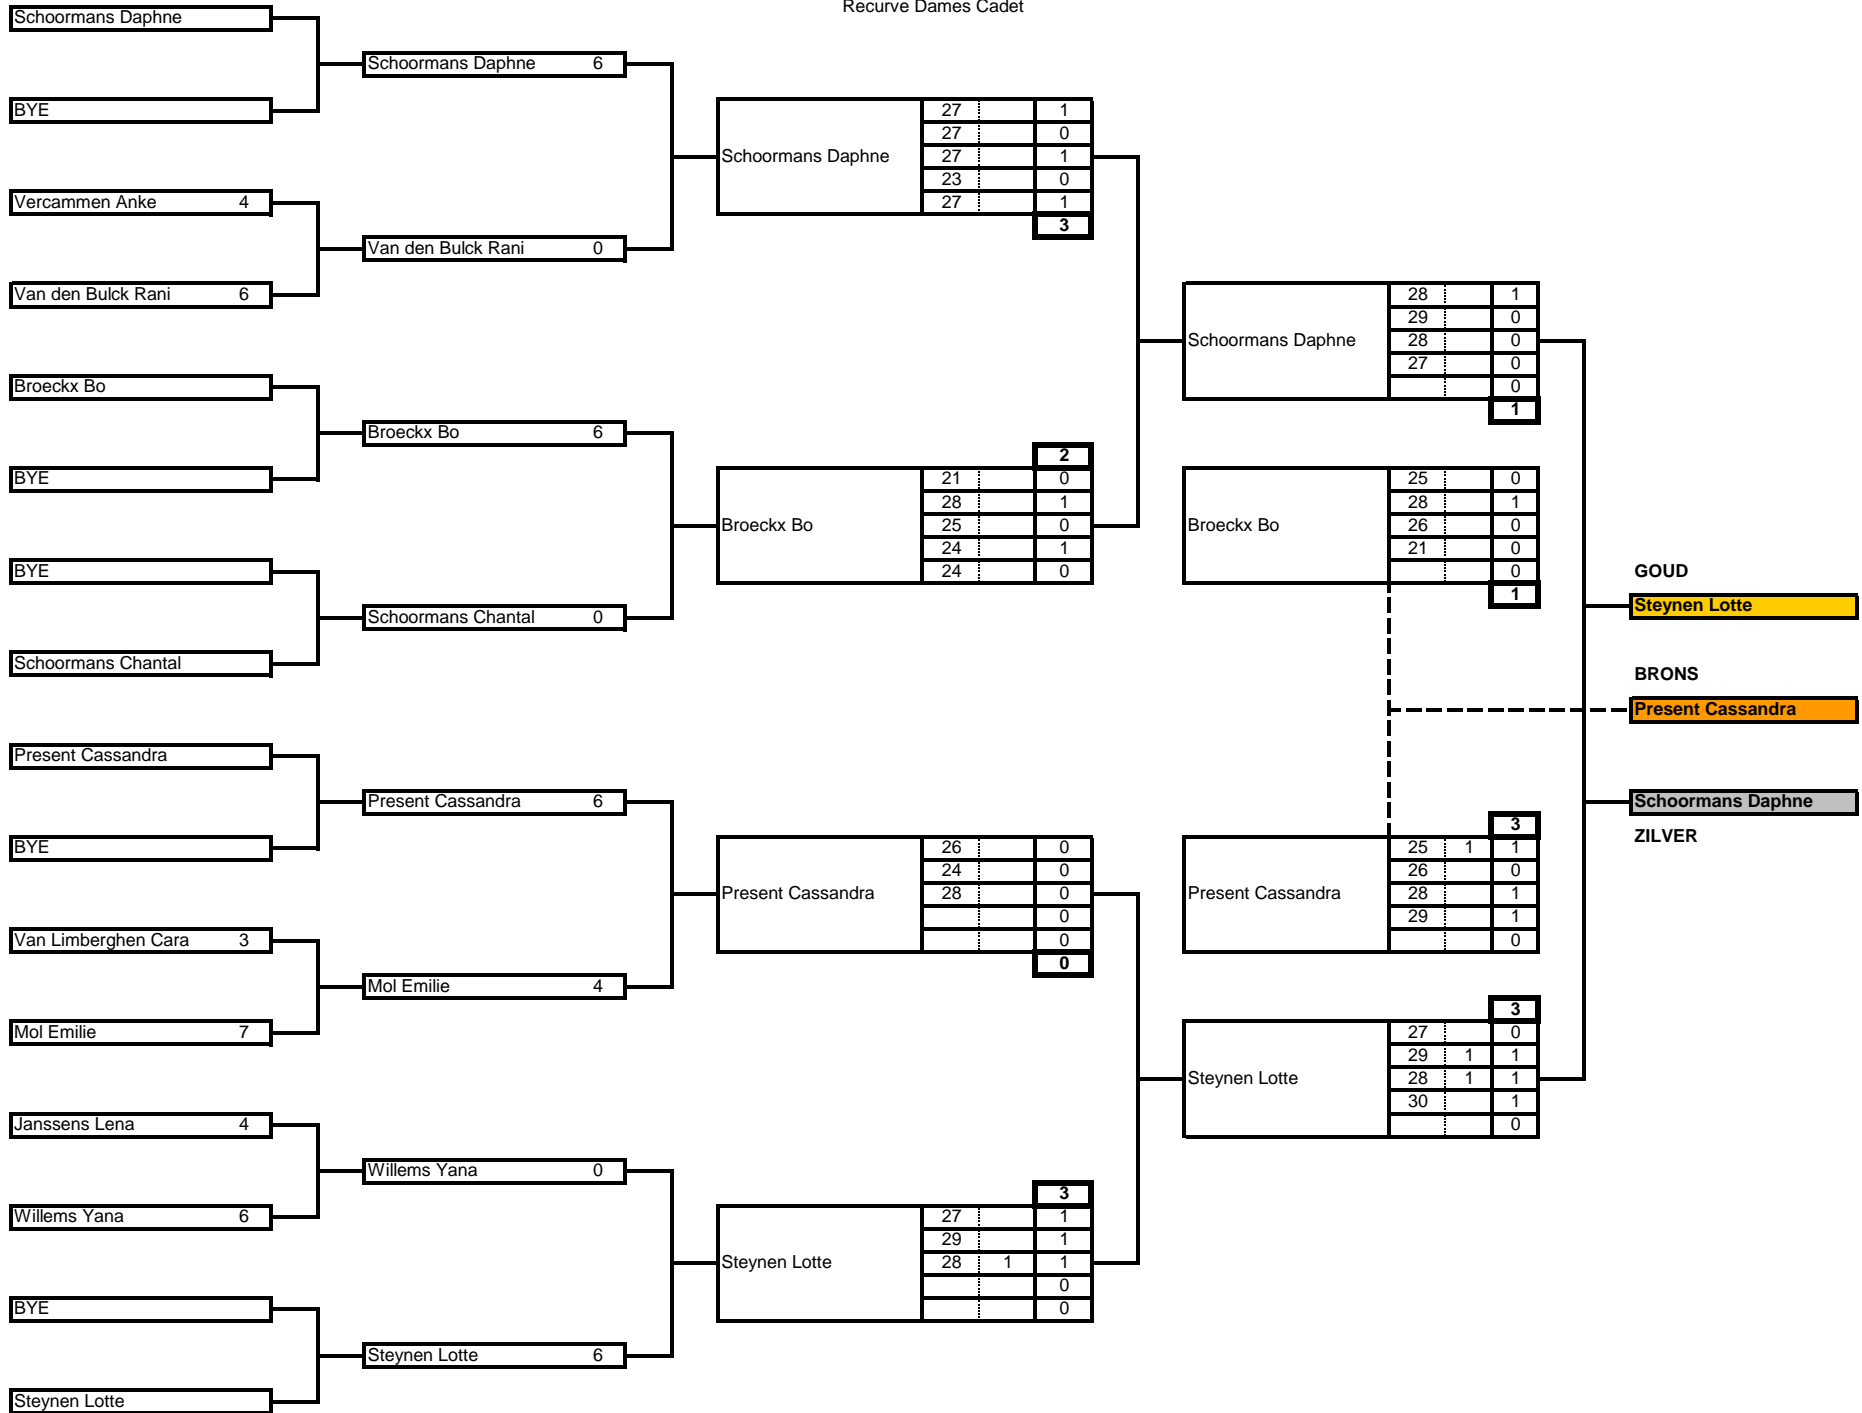 Recurve Dames Cadet
Schoormans Daphne
BYE
Vercammen Anke 4
Van den Bulck Rani 6
Broeckx Bo
BYE
BYE
Schoormans Chantal
Present Cassandra
BYE
Van Limberghen Cara 3
Mol Emilie 7
Janssens Lena 4
Willems Yana 6
BYE
Steynen Lotte
Schoormans Daphne 6
Van den Bulck Rani 0
Broeckx Bo 6
Schoormans Chantal 0
Present Cassandra 6
Mol Emilie 4
Willems Yana 0
Steynen Lotte 6
Schoormans Daphne
27 1
27 0
27 1
23 0
27 1
3
2
Broeckx Bo
21 0
28 1
25 0
24 1
24 0
Present Cassandra
26 0
24 0
28 0
0
0
0
3
Steynen Lotte
27 1
29 1
28 1 1
0
0
Schoormans Daphne
28 1
29 0
28 0
27 0
0
1
Broeckx Bo
25 0
28 1
26 0
21 0
0
1
3
Present Cassandra
25 1 1
26 0
28 1
29 1
0
3
Steynen Lotte
27 0
29 1 1
28 1 1
30 1
0
GOUD
Steynen Lotte
BRONS
Present Cassandra
Schoormans Daphne
ZILVER